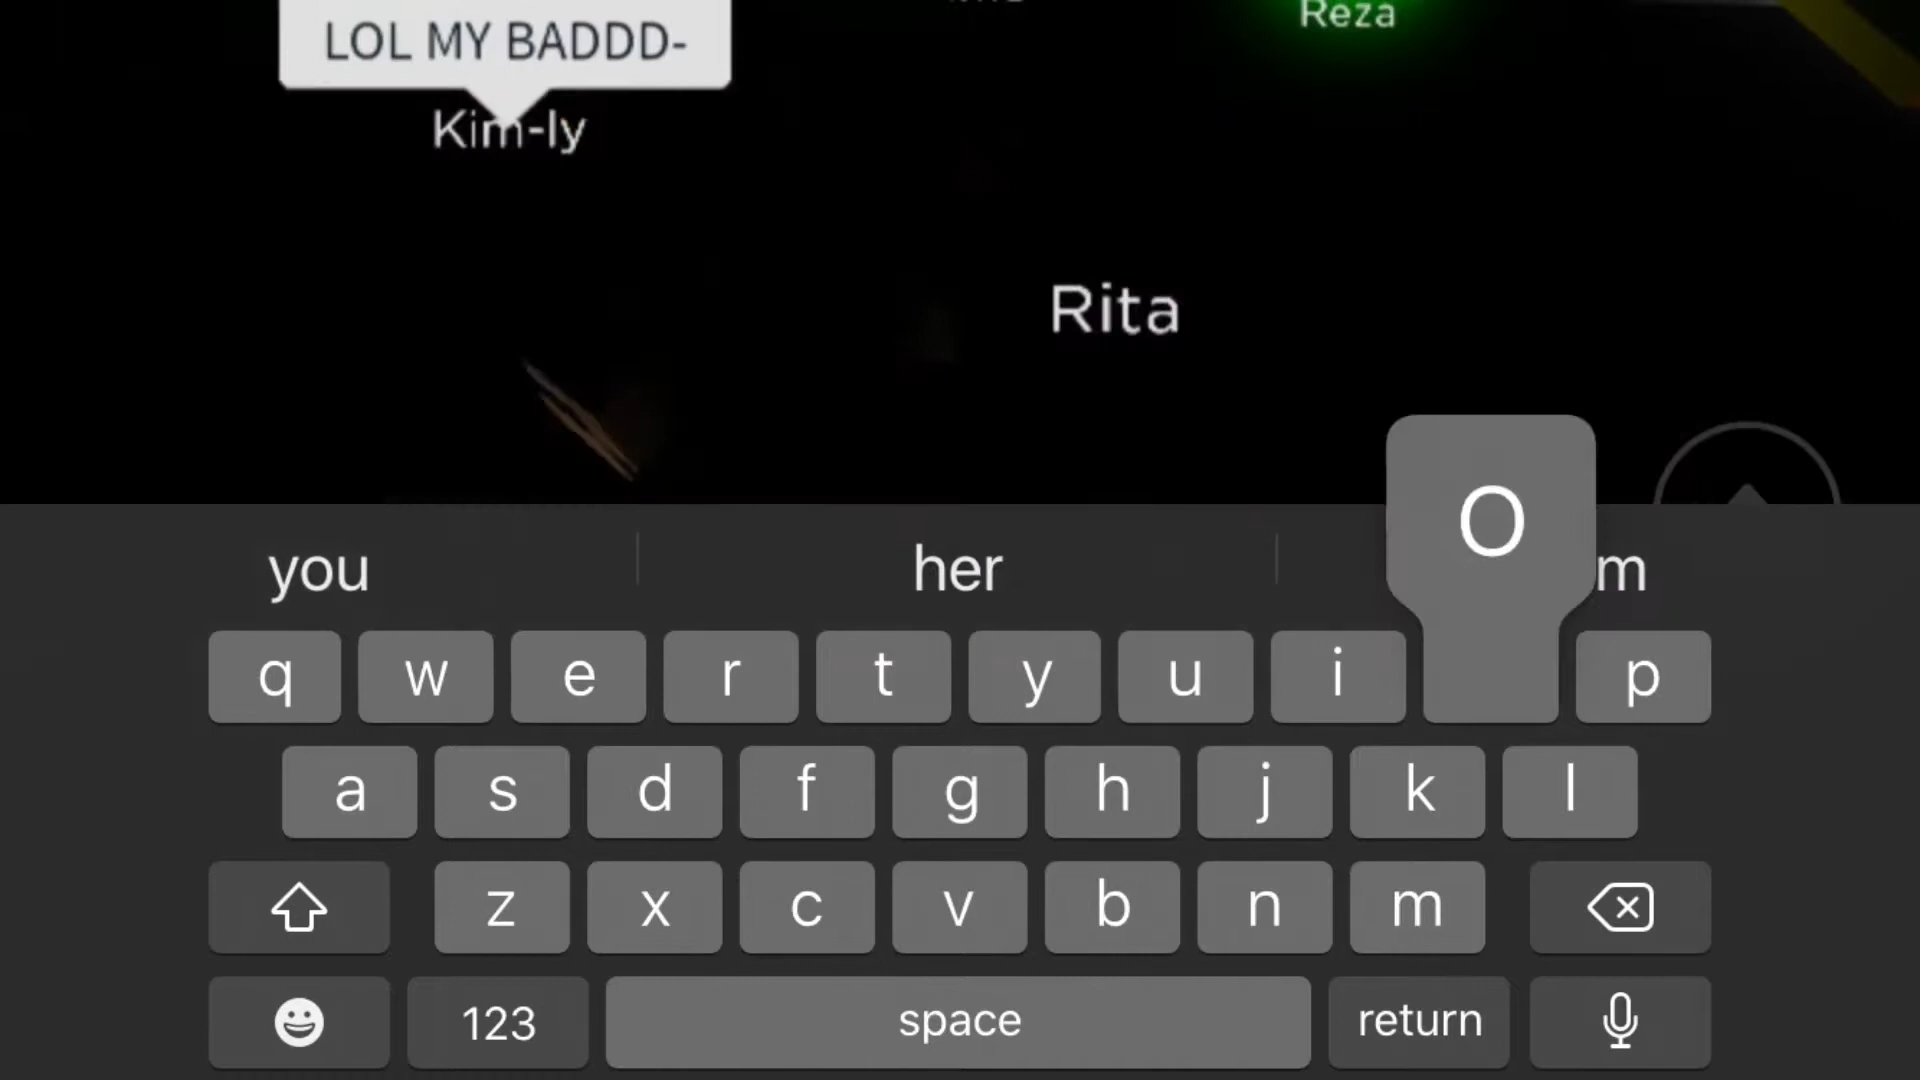 LOL MY BADDD-
Reza
Kim-ly
Rita
O
you her m
q w e r t y u i p
a s d f g h j k l
z x c v b n m
123 space return